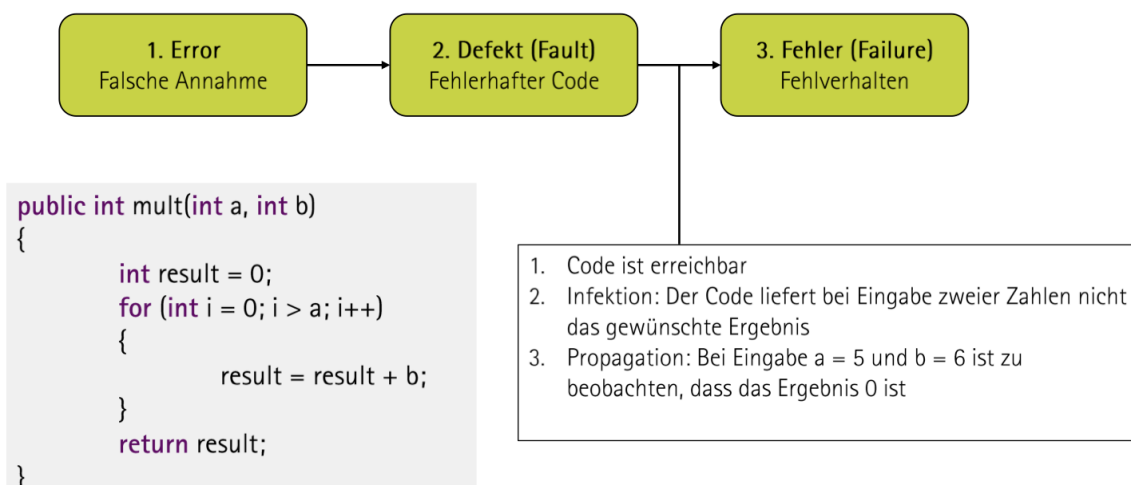 1. Error
Falsche Annahme
2. Defekt (Fault)
Fehlerhafter Code
3. Fehler (Failure)
Fehlverhalten
public int mult(int a, int b)
{
int result = 0;
for (int i = 0; i > a; i++)
{
result = result + b;
}
return result;
}
1. Code ist erreichbar
2. Infektion: Der Code liefert bei Eingabe zweier Zahlen nicht
das gewünschte Ergebnis
3. Propagation: Bei Eingabe a = 5 und b = 6 ist zu
beobachten, dass das Ergebnis 0 ist